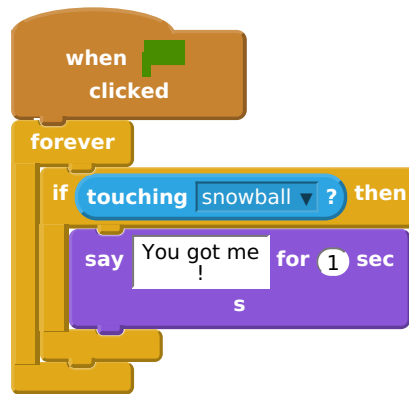 when
clicked
forever
if touching snowball ▼ ? then
say You got me for 1 sec
!
s